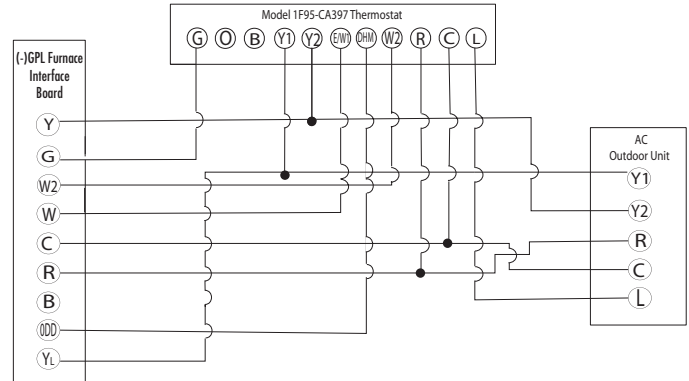 Model 1F95-CA397 Thermostat
G O B Y1 Y2 E/W1 DHM W2 R C L
(-)GPL Furnace
Interface
Board
Y
G
W2
W
C
R
B
ODD
YL
AC
Outdoor Unit
Y1
Y2
R
C
L